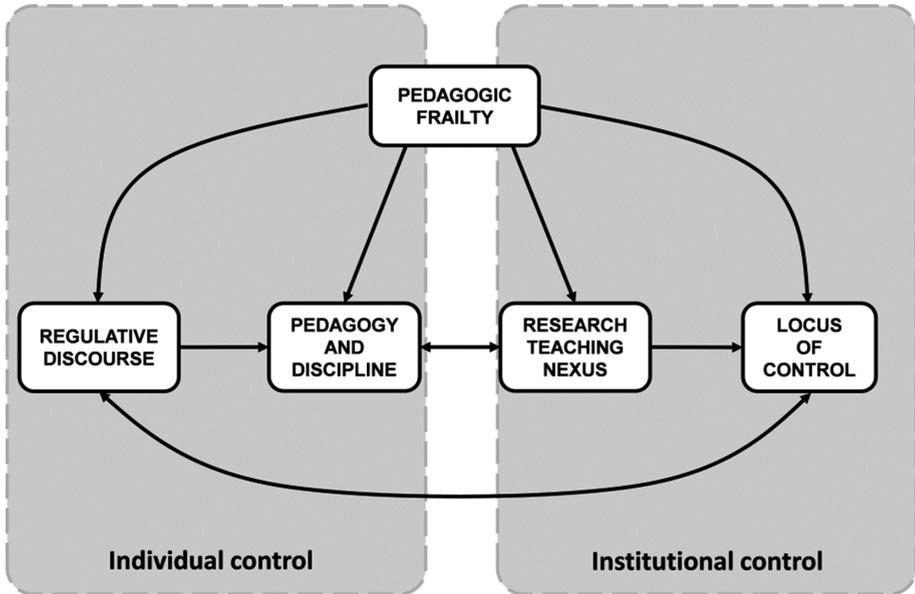 PEDAGOGIC
FRAILTY
REGULATIVE
DISCOURSE
PEDAGOGY
AND
DISCIPLINE
RESEARCH
TEACHING
NEXUS
LOCUS
OF
CONTROL
Individual control
Institutional control